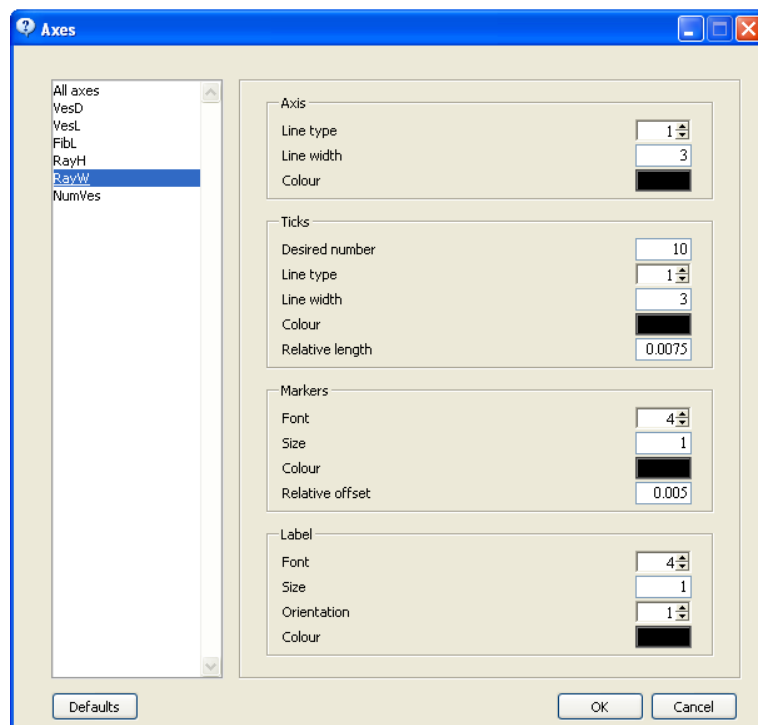 Axes
All axes
VesD
VesL
FibL
RayH
RayW
NumVes
Axis
Line type 1
Line width 3
Colour
Ticks
Desired number 10
Line type 1
Line width 3
Colour
Relative length 0.0075
Markers
Font 4
Size 1
Colour
Relative offset 0.005
Label
Font 4
Size 1
Orientation 1
Colour
Defaults OK Cancel